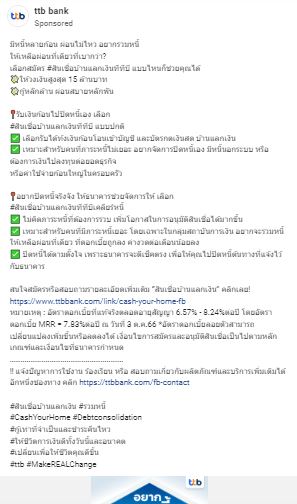 ttb bank
Sponsored
มีหนี้หลายก้อน ผ่อนไม่ไหว อยากรวมหนี้
ให้เหลือผ่อนที่เดียวที่เบากว่า?
เลือกสมัคร #สินเชื่อบ้านแลกเงินทีทีบี แบบไหนก็ช่วยคุณได้
💡ให้วงเงินสูงสุด 15 ล้านบาท
💡กู้หลักล้าน ผ่อนสบายหลักพัน
📍รับเงินก้อนไปปิดหนี้เอง เลือก
#สินเชื่อบ้านแลกเงินทีทีบี แบบปกติ
✅ เลือกรับได้ทั้งเงินก้อนโอนเข้าบัญชี และบัตรกดเงินสด บ้านแลกเงิน
✅ เหมาะสำหรับคนที่ภาระหนี้ไม่เยอะ อยากจัดการปิดหนี้เอง มีหนี้นอกระบบ หรือ
ต้องการเงินไปลงทุนต่อยอดธุรกิจ
หรือค่าใช้จ่ายก้อนใหญ่ในครอบครัว
📍อยากปิดหนี้จริงจัง ให้ธนาคารช่วยจัดการให้ เลือก
#สินเชื่อบ้านแลกเงินทีทีบีเคลียร์หนี้
✅ ไม่คิดภาระหนี้ที่ต้องการรวบ เพิ่มโอกาสในการอนุมัติสินเชื่อได้มากขึ้น
✅ เหมาะสำหรับคนที่มีภาระหนี้เยอะ โดยเฉพาะในกลุ่มสถาบันการเงิน อยากจะรวมหนี้
ให้เหลือผ่อนที่เดียว ที่ดอกเบี้ยถูกลง ค่างวดต่อเดือนน้อยลง
✅ ปิดหนี้ได้ตามตั้งใจ เพราะธนาคารจะตีเช็คตรง เพื่อให้คุณไปปิดหนี้ต้นทางที่แจ้งไว้
กับธนาคาร
สนใจสมัครหรือสอบถามรายละเอียดเพิ่มเติม "สินเชื่อบ้านแลกเงิน" คลิกเลย!
https://www.ttbbank.com/link/cash-your-home-fb
หมายเหตุ : อัตราดอกเบี้ยที่แท้จริงตลอดอายุสัญญา 6.57% - 8.24%ต่อปี โดยอัตรา
ดอกเบี้ย MRR = 7.83%ต่อปี ณ วันที่ 3 ต.ค.66 *อัตราดอกเบี้ยลอยตัวสามารถ
เปลี่ยนแปลงเพิ่มขึ้นหรือลดลงได้ เงื่อนไขการสมัครและอนุมัติสินเชื่อเป็นไปตามหลัก
เกณฑ์และเงื่อนไขที่ธนาคารกำหนด
‼ แจ้งปัญหาการใช้งาน ร้องเรียน หรือ สอบถามเกี่ยวกับผลิตภัณฑ์และบริการเพิ่มเติมได้
อีกหนึ่งช่องทาง คลิก https://ttbbank.com/fb-contact
#สินเชื่อบ้านแลกเงิน #รวมหนี้
#CashYourHome #Debtconsolidation
#กู้เท่าที่จำเป็นและชำระคืนไหว
#ให้ชีวิตการเงินดีทั้งวันนี้และอนาคต
#เปลี่ยนเพื่อให้ชีวิตคุณดีขึ้น
#ttb #MakeREALChange
ttb
อยาก